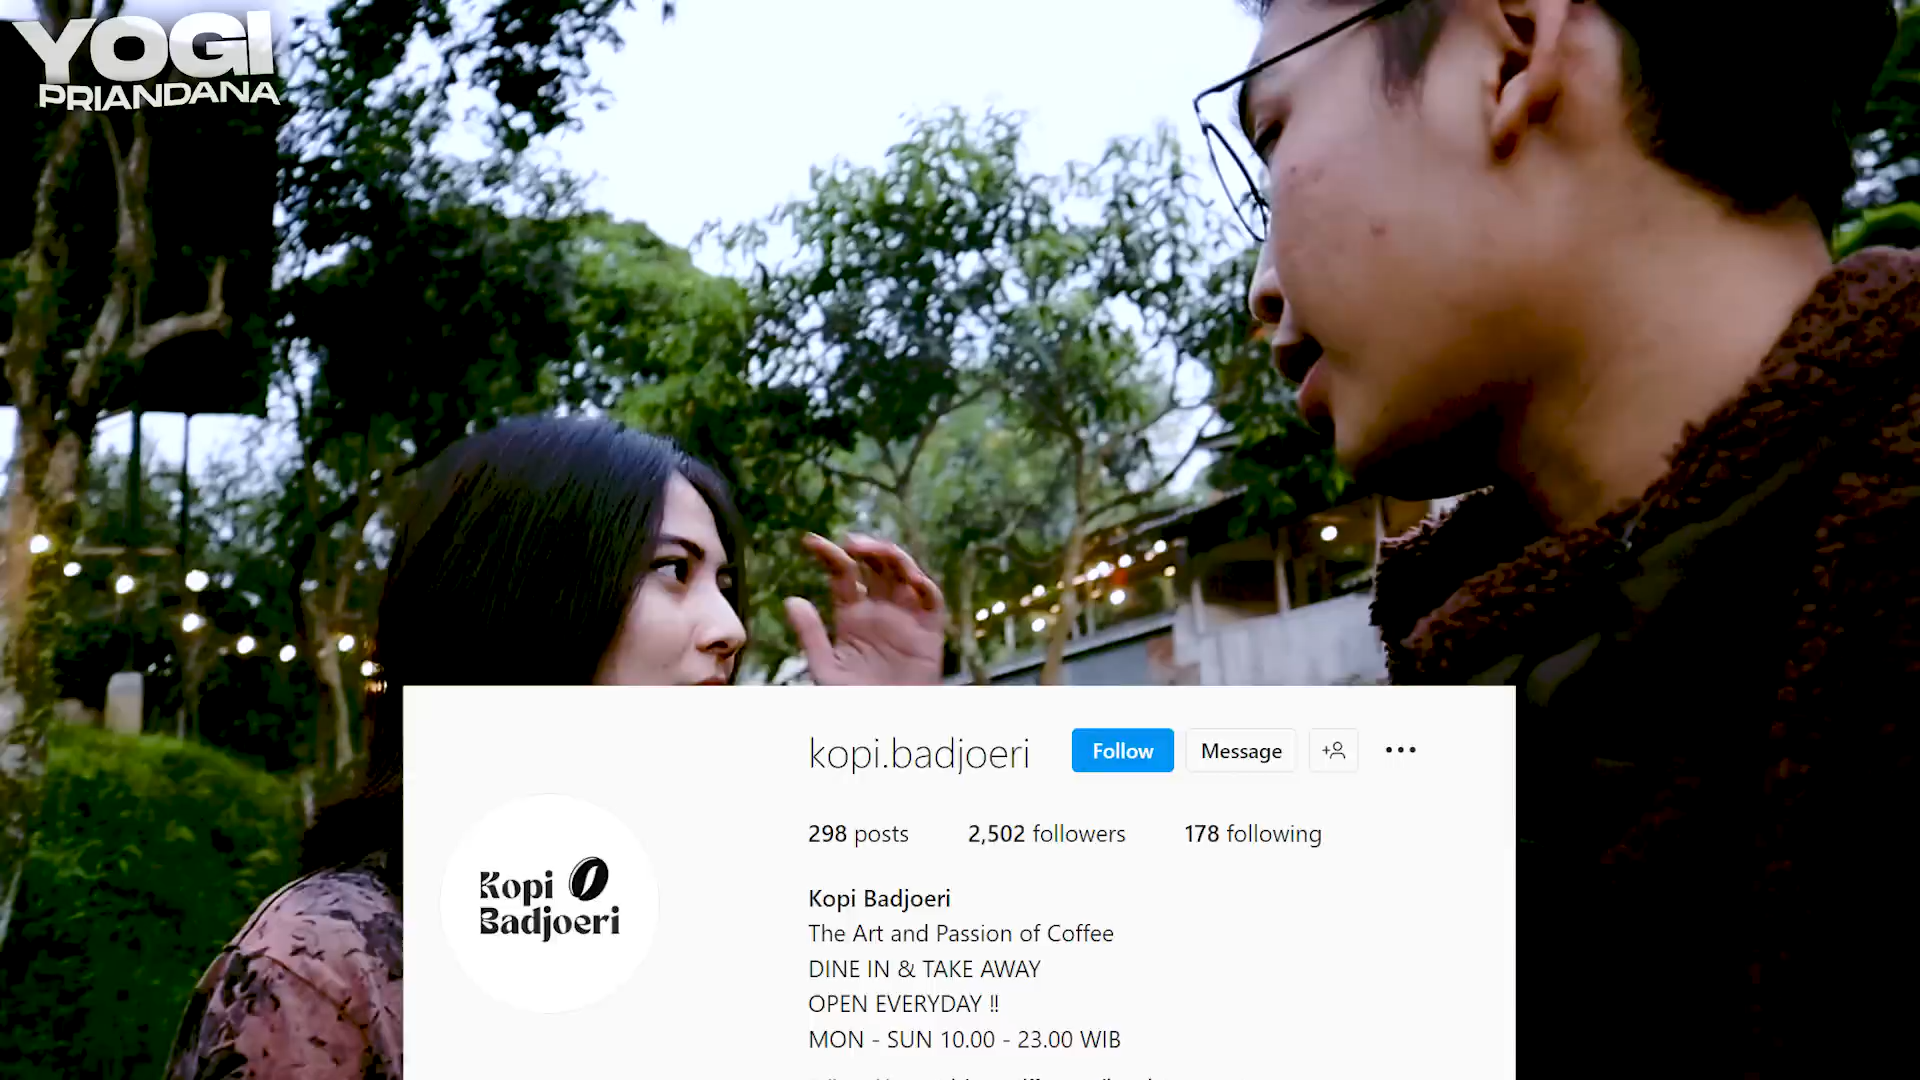 YOGI
PRIANDANA
kopi.badjoeri
Follow
Message
298 posts
2,502 followers
178 following
Kopi
Badjoeri
Kopi Badjoeri
The Art and Passion of Coffee
DINE IN & TAKE AWAY
OPEN EVERYDAY !!
MON - SUN 10.00 - 23.00 WIB